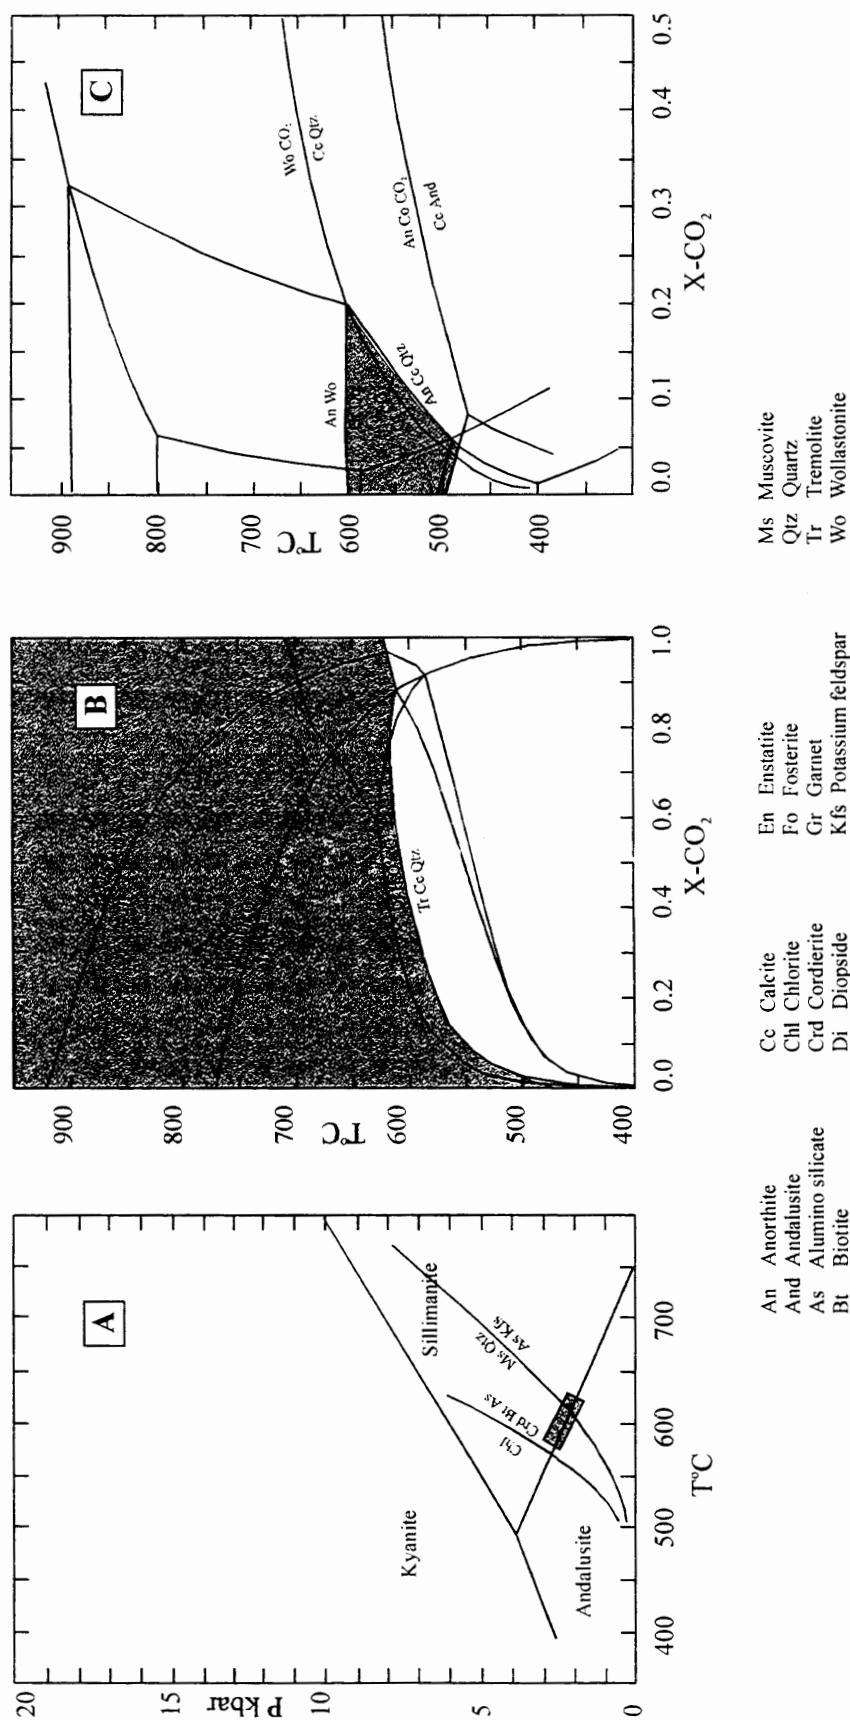 A
20
15
10
5
0
P kbar
Kyanite
Sillimanite
Andalusite
Chl
Crd Bt As
Ms Qtz
As Kfs
400
500
600
700
T°C
B
900
800
700
600
500
400
T°C
Tr Cc Qtz
0.0
0.2
0.4
0.6
0.8
1.0
X-CO₂
C
900
800
700
600
500
400
T°C
An Wo
An Cc Qtz
Wo CO₂
Cc Qtz
An Co CO₂
Cc And
0.0
0.1
0.2
0.3
0.4
0.5
X-CO₂
An Anorthite
And Andalusite
As Alumino silicate
Bt Biotite
Cc Calcite
Chl Chlorite
Crd Cordierite
Di Diopside
En Enstatite
Fo Fosterite
Gr Garnet
Kfs Potassium feldspar
Ms Muscovite
Qtz Quartz
Tr Tremolite
Wo Wollastonite